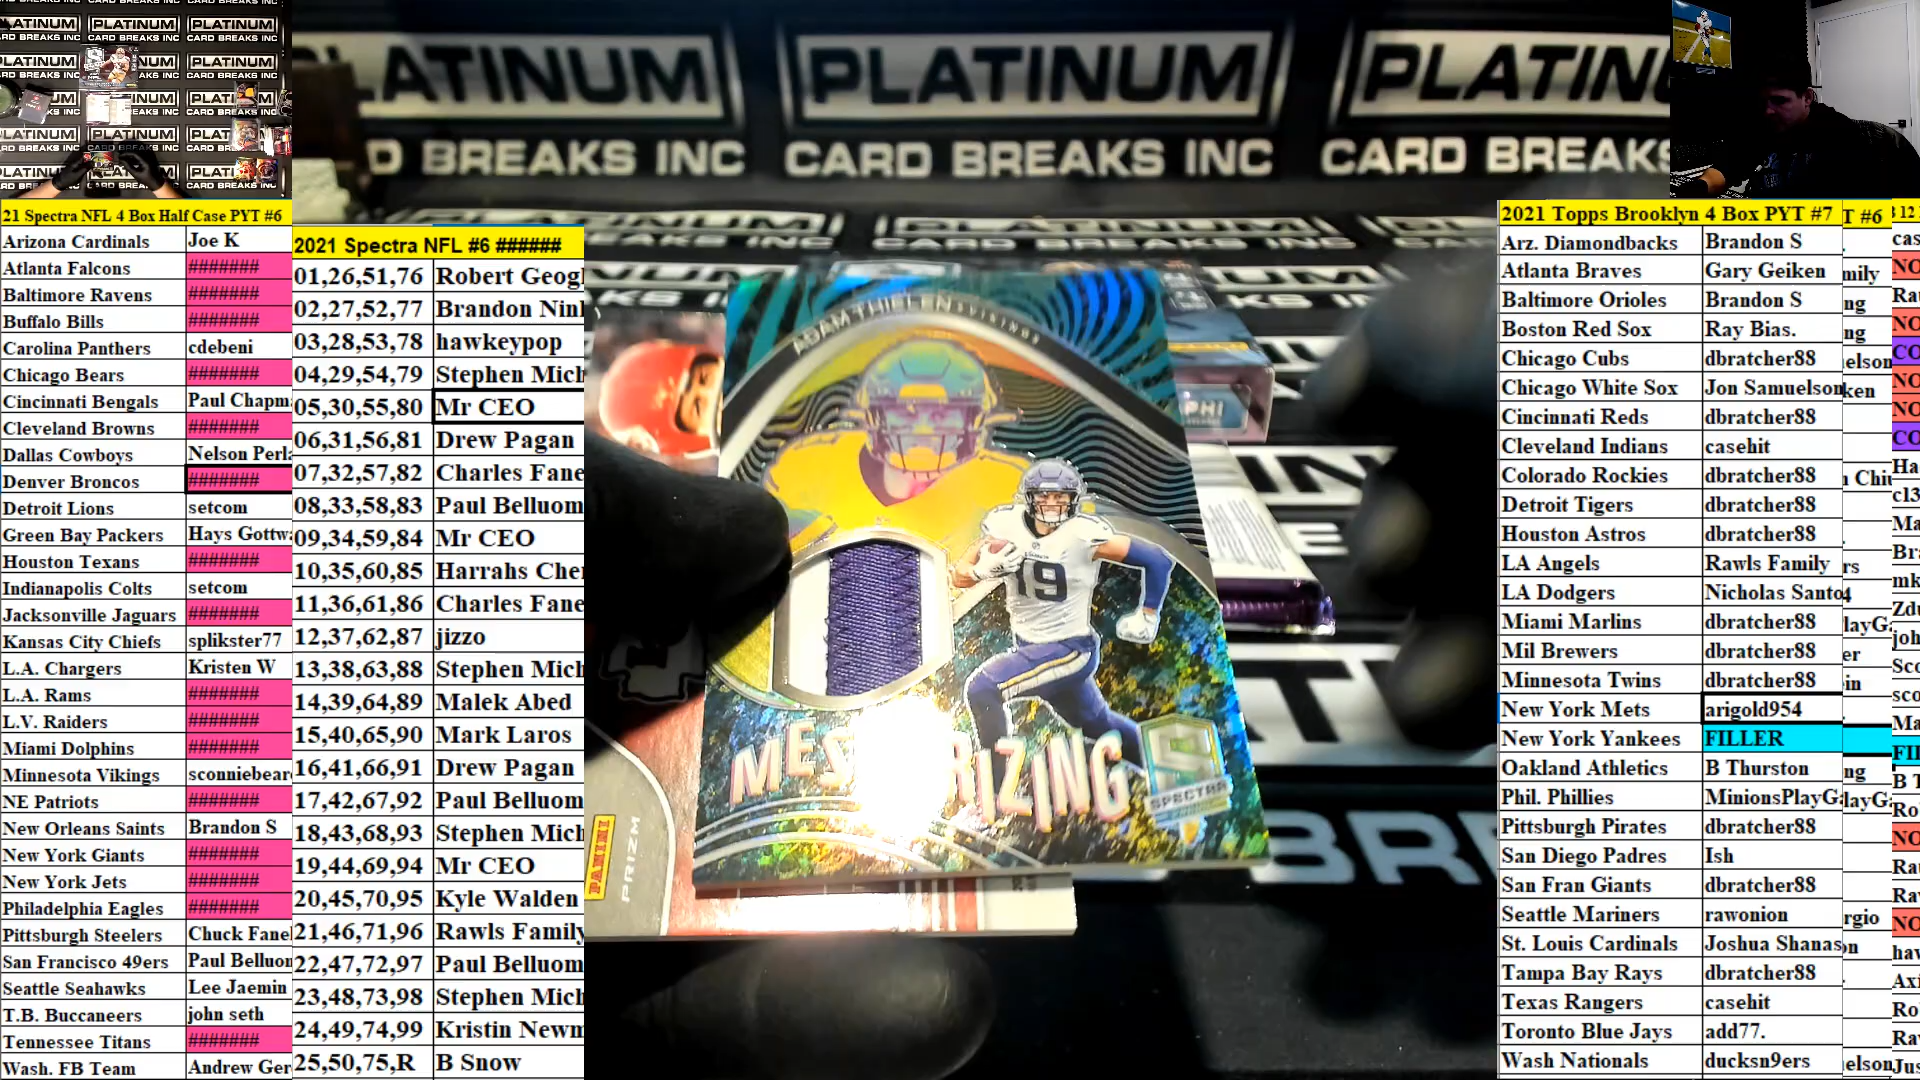 21 Spectra NFL 4 Box Half Case PYT #6
Arizona Cardinals Joe K
Atlanta Falcons #######
Baltimore Ravens #######
Buffalo Bills #######
Carolina Panthers cdebeni
Chicago Bears #######
Cincinnati Bengals Paul Chapm
Cleveland Browns #######
Dallas Cowboys Nelson Perla
Denver Broncos #######
Detroit Lions setcom
Green Bay Packers Hays Gottwa
Houston Texans #######
Indianapolis Colts setcom
Jacksonville Jaguars #######
Kansas City Chiefs splikster77
L.A. Chargers Kristen W
L.A. Rams #######
L.V. Raiders #######
Miami Dolphins #######
Minnesota Vikings sconniebear
NE Patriots #######
New Orleans Saints Brandon S
New York Giants #######
New York Jets #######
Philadelphia Eagles #######
Pittsburgh Steelers Chuck Fanel
San Francisco 49ers Paul Belluon
Seattle Seahawks Lee Jaemin
T.B. Buccaneers john seth
Tennessee Titans #######
Wash. FB Team Andrew Ger
2021 Spectra NFL #6 ######
01,26,51,76 Robert Geogl
02,27,52,77 Brandon Nin
03,28,53,78 hawkeypop
04,29,54,79 Stephen Mich
05,30,55,80 Mr CEO
06,31,56,81 Drew Pagan
07,32,57,82 Charles Fane
08,33,58,83 Paul Belluom
09,34,59,84 Mr CEO
10,35,60,85 Harrahs Cher
11,36,61,86 Charles Fane
12,37,62,87 jizzo
13,38,63,88 Stephen Mich
14,39,64,89 Malek Abed
15,40,65,90 Mark Laros
16,41,66,91 Drew Pagan
17,42,67,92 Paul Belluom
18,43,68,93 Stephen Mich
19,44,69,94 Mr CEO
20,45,70,95 Kyle Walden
21,46,71,96 Rawls Family
22,47,72,97 Paul Belluom
23,48,73,98 Stephen Mich
24,49,74,99 Kristin Newm
25,50,75,R B Snow
PLATINUM PLATINUM PLATIN
D BREAKS INC CARD BREAKS INC CARD BREAKS
ADAM THIELEN VIKINGS
19
MES RIZING
SPECTRA
PANINI
PRIZM
2021 Topps Brooklyn 4 Box PYT #7
Arz. Diamondbacks Brandon S
Atlanta Braves Gary Geiken
Baltimore Orioles Brandon S
Boston Red Sox Ray Bias.
Chicago Cubs dbratcher88
Chicago White Sox Jon Samuelson
Cincinnati Reds dbratcher88
Cleveland Indians casehit
Colorado Rockies dbratcher88
Detroit Tigers dbratcher88
Houston Astros dbratcher88
LA Angels Rawls Family
LA Dodgers Nicholas Santo
Miami Marlins dbratcher88
Mil Brewers dbratcher88
Minnesota Twins dbratcher88
New York Mets arigold954
New York Yankees FILLER
Oakland Athletics B Thurston
Phil. Phillies MinionsPlayG
Pittsburgh Pirates dbratcher88
San Diego Padres Ish
San Fran Giants dbratcher88
Seattle Mariners rawonion
St. Louis Cardinals Joshua Shanas
Tampa Bay Rays dbratcher88
Texas Rangers casehit
Toronto Blue Jays add77.
Wash Nationals ducksn9ers